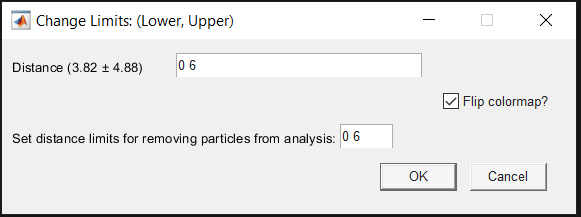 Change Limits: (Lower, Upper)
Distance (3.82 ± 4.88) 0 6
Flip colormap?
Set distance limits for removing particles from analysis: 0 6
OK Cancel